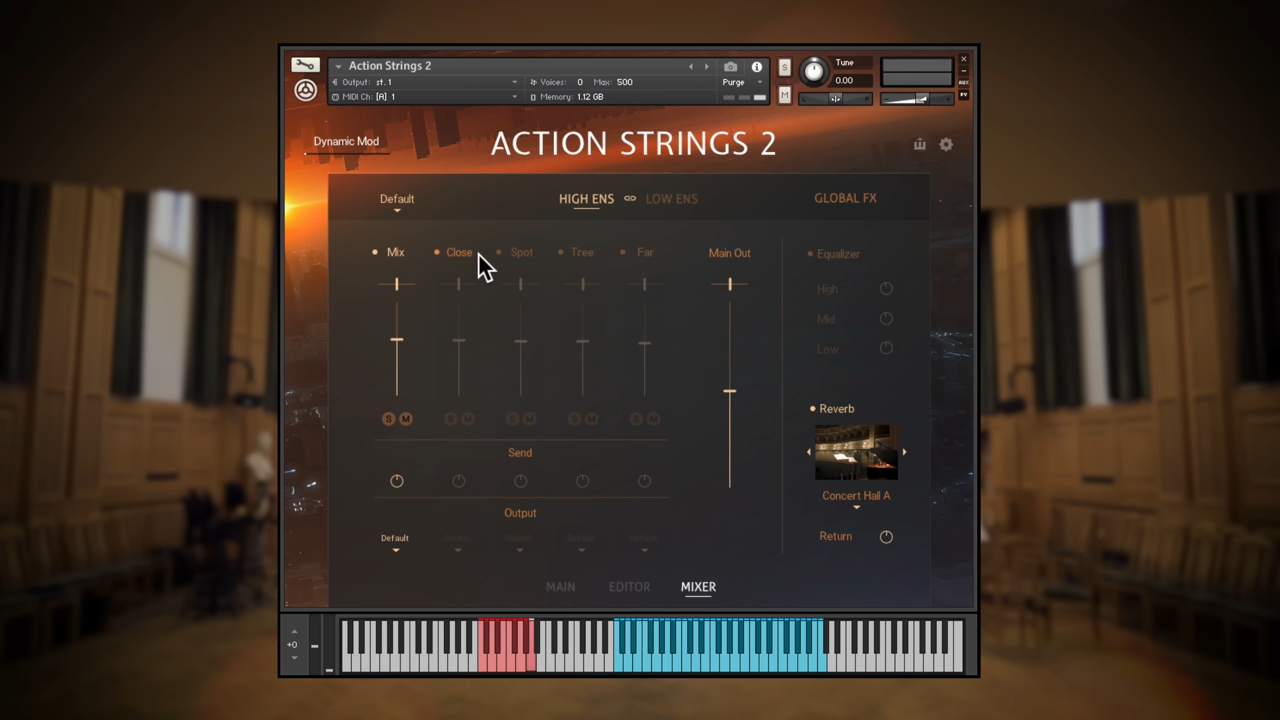 Action Strings 2
Output: st.1
Voices: 0 Max: 500
Purge
MIDI Ch: [A] 1
Memory: 1.12 GB
S
M
Tune
0.00
AUX
PV
Dynamic Mod
ACTION STRINGS 2
Default
HIGH ENS
LOW ENS
GLOBAL FX
Mix
Close
Spot
Tree
Far
Main Out
Equalizer
High
Mid
Low
S M
S M
S M
S M
S M
Reverb
Send
Concert Hall A
Output
Default
Return
MAIN
EDITOR
MIXER
+0